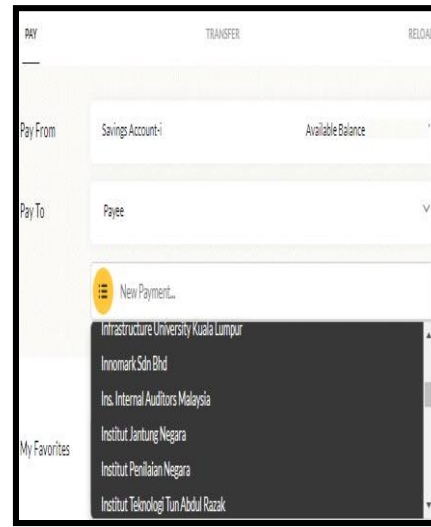 PAY TRANSFER RELOAD
Pay From Savings Account-i Available Balance
Pay To Payee
New Payment...
Infrastructure University Kuala Lumpur
Innomark Sdn Bhd
Ins. Internal Auditors Malaysia
Institut Jantung Negara
My Favorites
Institut Penilaian Negara
Institut Teknologi Tun Abdul Razak